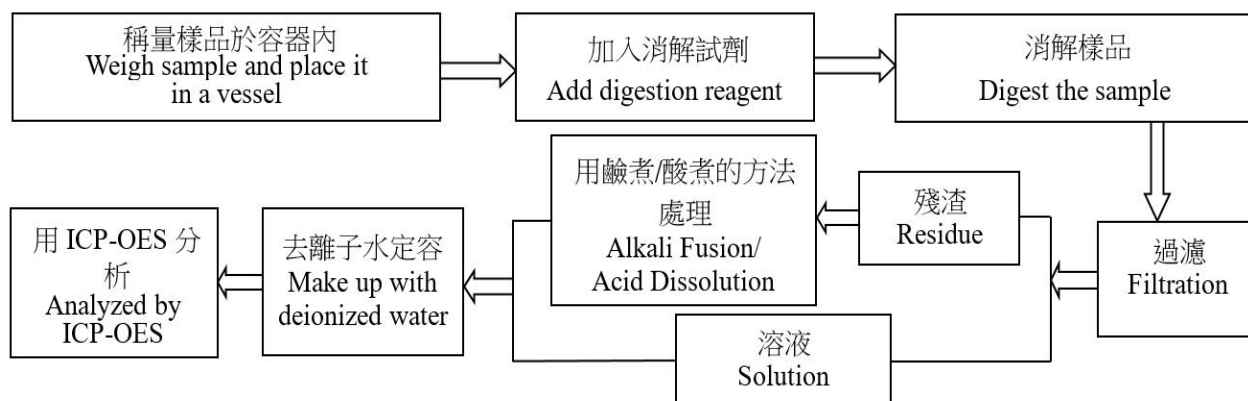 稱量樣品於容器內
Weigh sample and place it
in a vessel
加入消解試劑
Add digestion reagent
消解樣品
Digest the sample
過濾
Filtration
殘渣
Residue
用鹼煮/酸煮的方法
處理
Alkali Fusion/
Acid Dissolution
溶液
Solution
去離子水定容
Make up with
deionized water
用 ICP-OES 分
析
Analyzed by
ICP-OES